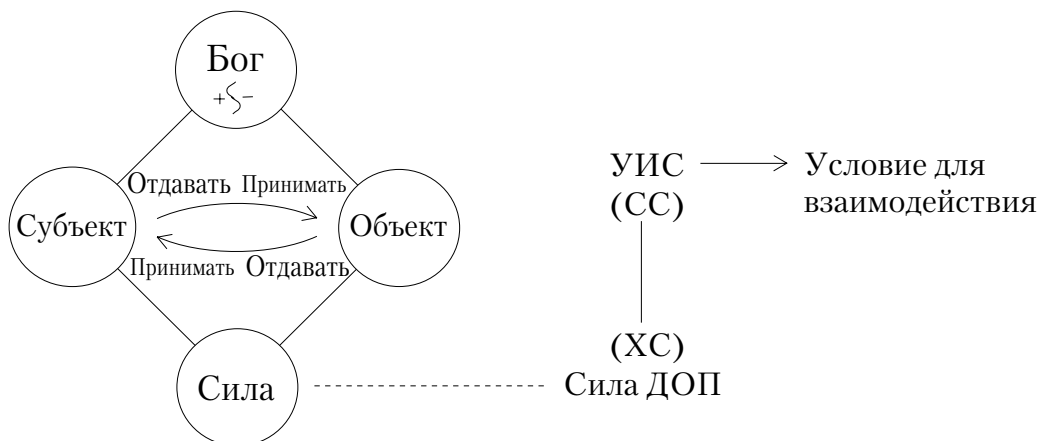 Бог
+ −
Отдавать Принимать
Субъект
Объект
Принимать Отдавать
Сила
УИС
(СС)
Условие для
взаимодействия
(ХС)
Сила ДОП